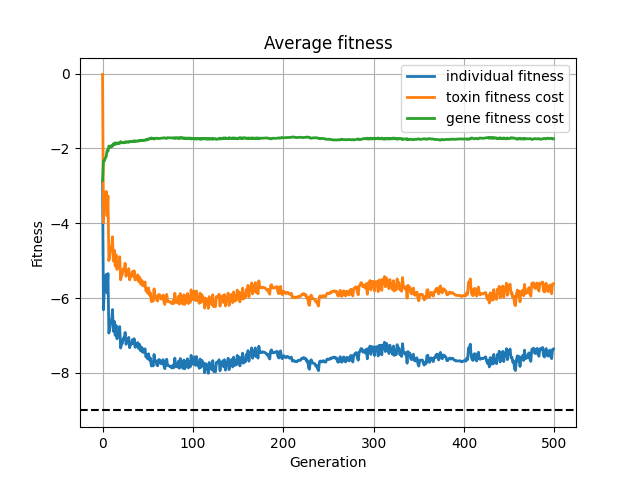 Average fitness
individual fitness
toxin fitness cost
gene fitness cost
Fitness
0
−2
−4
−6
−8
0 100 200 300 400 500
Generation